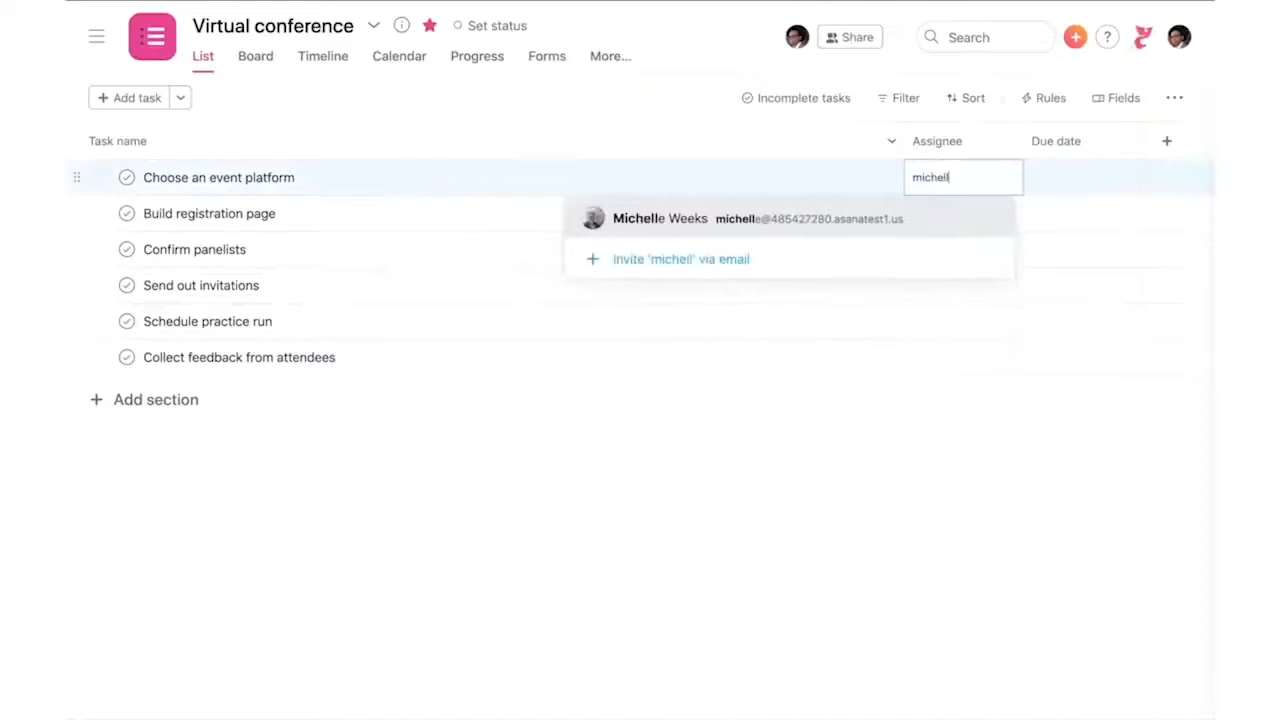 Virtual conference
Set status
Share
Search
?
List
Board
Timeline
Calendar
Progress
Forms
More...
+ Add task
Incomplete tasks
Filter
Sort
Rules
Fields
Task name
Assignee
Due date
+
Choose an event platform
michell
Build registration page
Michelle Weeks michelle@485427280.asanatest1.us
Confirm panelists
+ Invite 'michell' via email
Send out invitations
Schedule practice run
Collect feedback from attendees
+ Add section